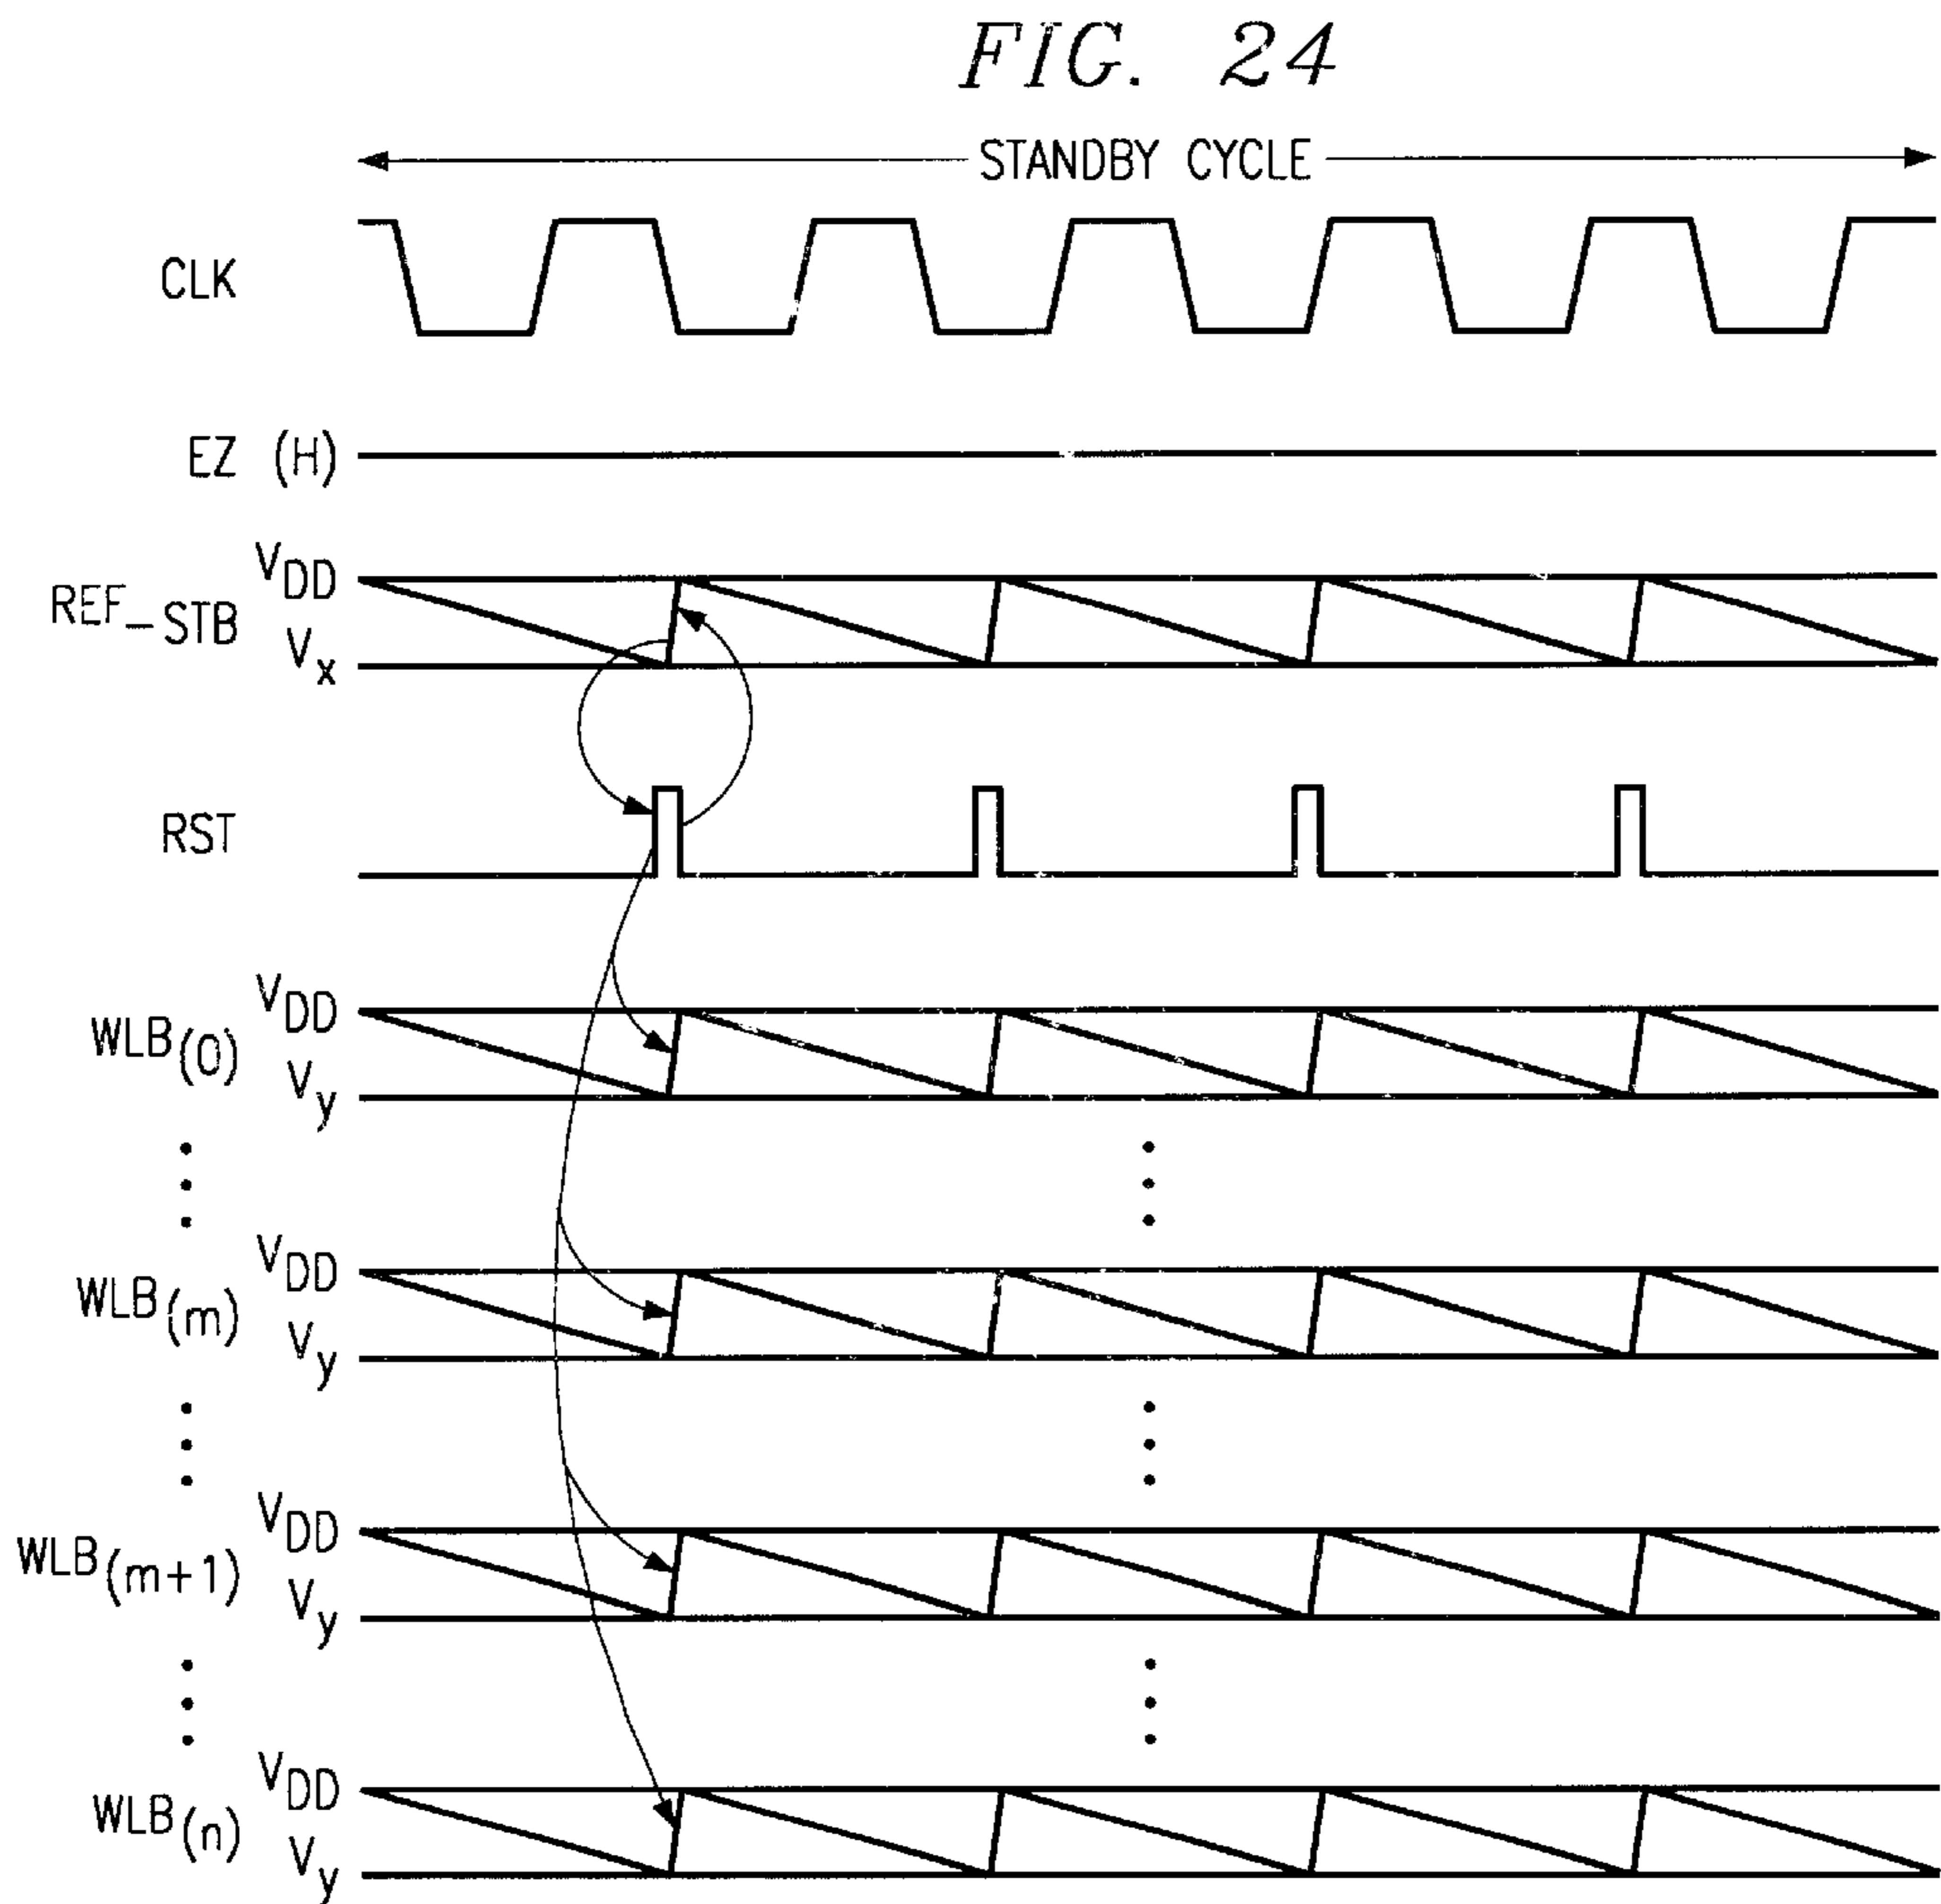 FIG. 24
STANDBY CYCLE
CLK
EZ (H)
VDD
REF_STB
Vx
RST
VDD
WLB(0)
Vy
VDD
WLB(m)
Vy
VDD
WLB(m+1)
Vy
VDD
WLB(n)
Vy